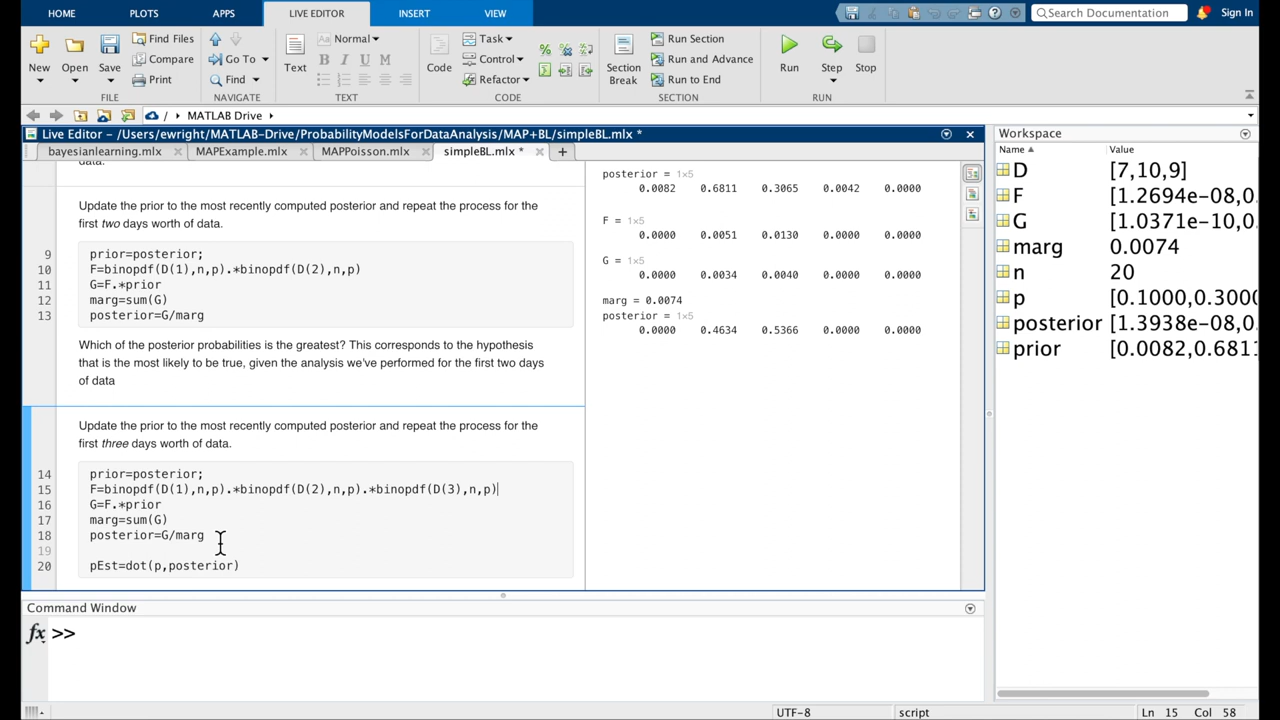 HOME PLOTS APPS LIVE EDITOR INSERT VIEW Search Documentation Sign In
New Open Save Find Files Compare Print
FILE
Go To Find
NAVIGATE
Text Normal B I U M
TEXT
Code Task Control Refactor
CODE
Section Break Run Section Run and Advance Run to End
SECTION
Run Step Stop
RUN
/ MATLAB Drive
Live Editor - /Users/ewright/MATLAB-Drive/ProbabilityModelsForDataAnalysis/MAP+BL/simpleBL.mlx *
bayesianlearning.mlx MAPExample.mlx MAPPoisson.mlx simpleBL.mlx *
data.
Update the prior to the most recently computed posterior and repeat the process for the
first two days worth of data.
9 prior=posterior;
10 F=binopdf(D(1),n,p).*binopdf(D(2),n,p)
11 G=F.*prior
12 marg=sum(G)
13 posterior=G/marg
Which of the posterior probabilities is the greatest? This corresponds to the hypothesis
that is the most likely to be true, given the analysis we've performed for the first two days
of data
Update the prior to the most recently computed posterior and repeat the process for the
first three days worth of data.
14 prior=posterior;
15 F=binopdf(D(1),n,p).*binopdf(D(2),n,p).*binopdf(D(3),n,p)
16 G=F.*prior
17 marg=sum(G)
18 posterior=G/marg
19
20 pEst=dot(p,posterior)
posterior = 1×5
0.0082 0.6811 0.3065 0.0042 0.0000
F = 1×5
0.0000 0.0051 0.0130 0.0000 0.0000
G = 1×5
0.0000 0.0034 0.0040 0.0000 0.0000
marg = 0.0074
posterior = 1×5
0.0000 0.4634 0.5366 0.0000 0.0000
Workspace
Name Value
D [7,10,9]
F [1.2694e-08,0.
G [1.0371e-10,0.
marg 0.0074
n 20
p [0.1000,0.3000
posterior [1.3938e-08,0.
prior [0.0082,0.6811
Command Window
fx >>
UTF-8 script Ln 15 Col 58